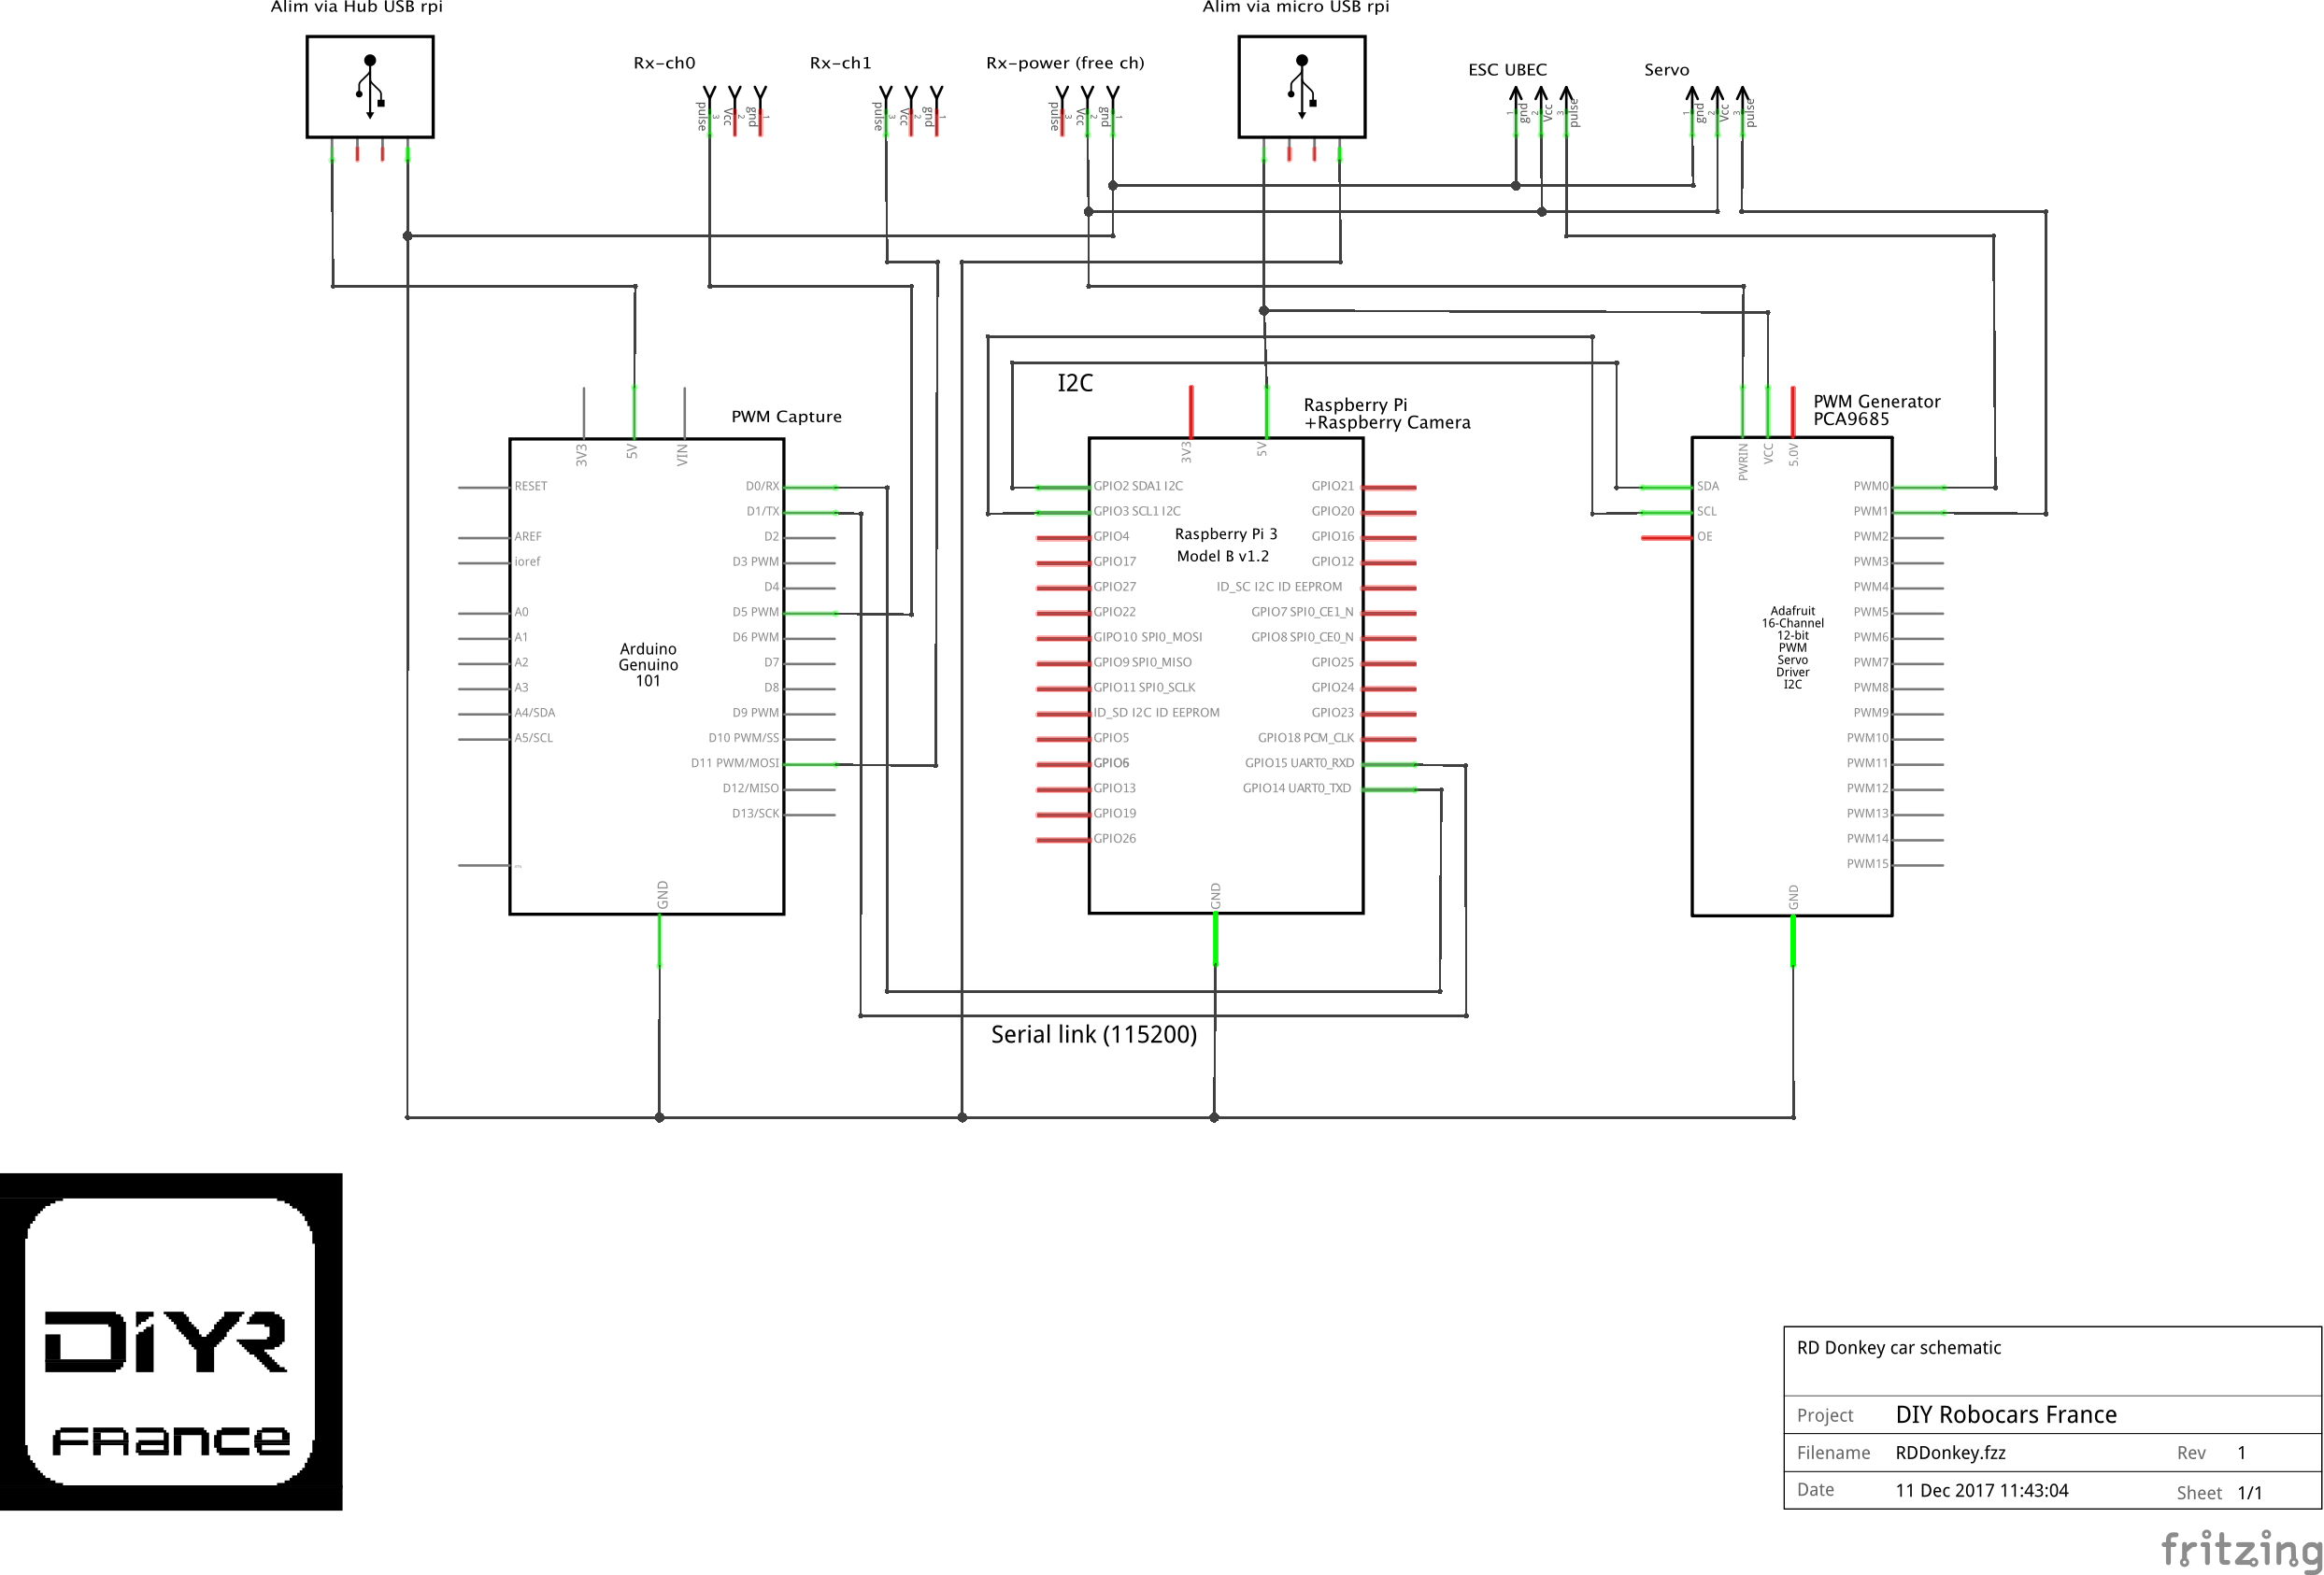 Alim via Hub USB rpi
Alim via micro USB rpi
Rx-ch0
Rx-ch1
Rx-power (free ch)
ESC UBEC
Servo
pulse 3
Vcc 2
gnd 1
pulse 3
Vcc 2
gnd 1
pulse 3
Vcc 2
gnd 1
1 gnd
2 Vcc
3 pulse
1 gnd
2 Vcc
3 pulse
I2C
PWM Capture
3V3
5V
VIN
RESET
AREF
ioref
A0
A1
A2
A3
A4/SDA
A5/SCL
D0/RX
D1/TX
D2
D3 PWM
D4
D5 PWM
D6 PWM
D7
D8
D9 PWM
D10 PWM/SS
D11 PWM/MOSI
D12/MISO
D13/SCK
Arduino
Genuino
101
GND
Raspberry Pi
+Raspberry Camera
3V3
5V
GPIO2 SDA1 I2C
GPIO3 SCL1 I2C
GPIO4
GPIO17
GPIO27
GPIO22
GIPO10 SPI0_MOSI
GPIO9 SPI0_MISO
GPIO11 SPI0_SCLK
ID_SD I2C ID EEPROM
GPIO5
GPIO6
GPIO13
GPIO19
GPIO26
Raspberry Pi 3
Model B v1.2
GPIO21
GPIO20
GPIO16
GPIO12
ID_SC I2C ID EEPROM
GPIO7 SPI0_CE1_N
GPIO8 SPI0_CE0_N
GPIO25
GPIO24
GPIO23
GPIO18 PCM_CLK
GPIO15 UART0_RXD
GPIO14 UART0_TXD
GND
PWM Generator
PCA9685
PWRIN
VCC
5.0V
SDA
SCL
OE
Adafruit
16-Channel
12-bit
PWM
Servo
Driver
I2C
PWM0
PWM1
PWM2
PWM3
PWM4
PWM5
PWM6
PWM7
PWM8
PWM9
PWM10
PWM11
PWM12
PWM13
PWM14
PWM15
GND
Serial link (115200)
DiYR
France
RD Donkey car schematic
Project DIY Robocars France
Filename RDDonkey.fzz Rev 1
Date 11 Dec 2017 11:43:04 Sheet 1/1
fritzing